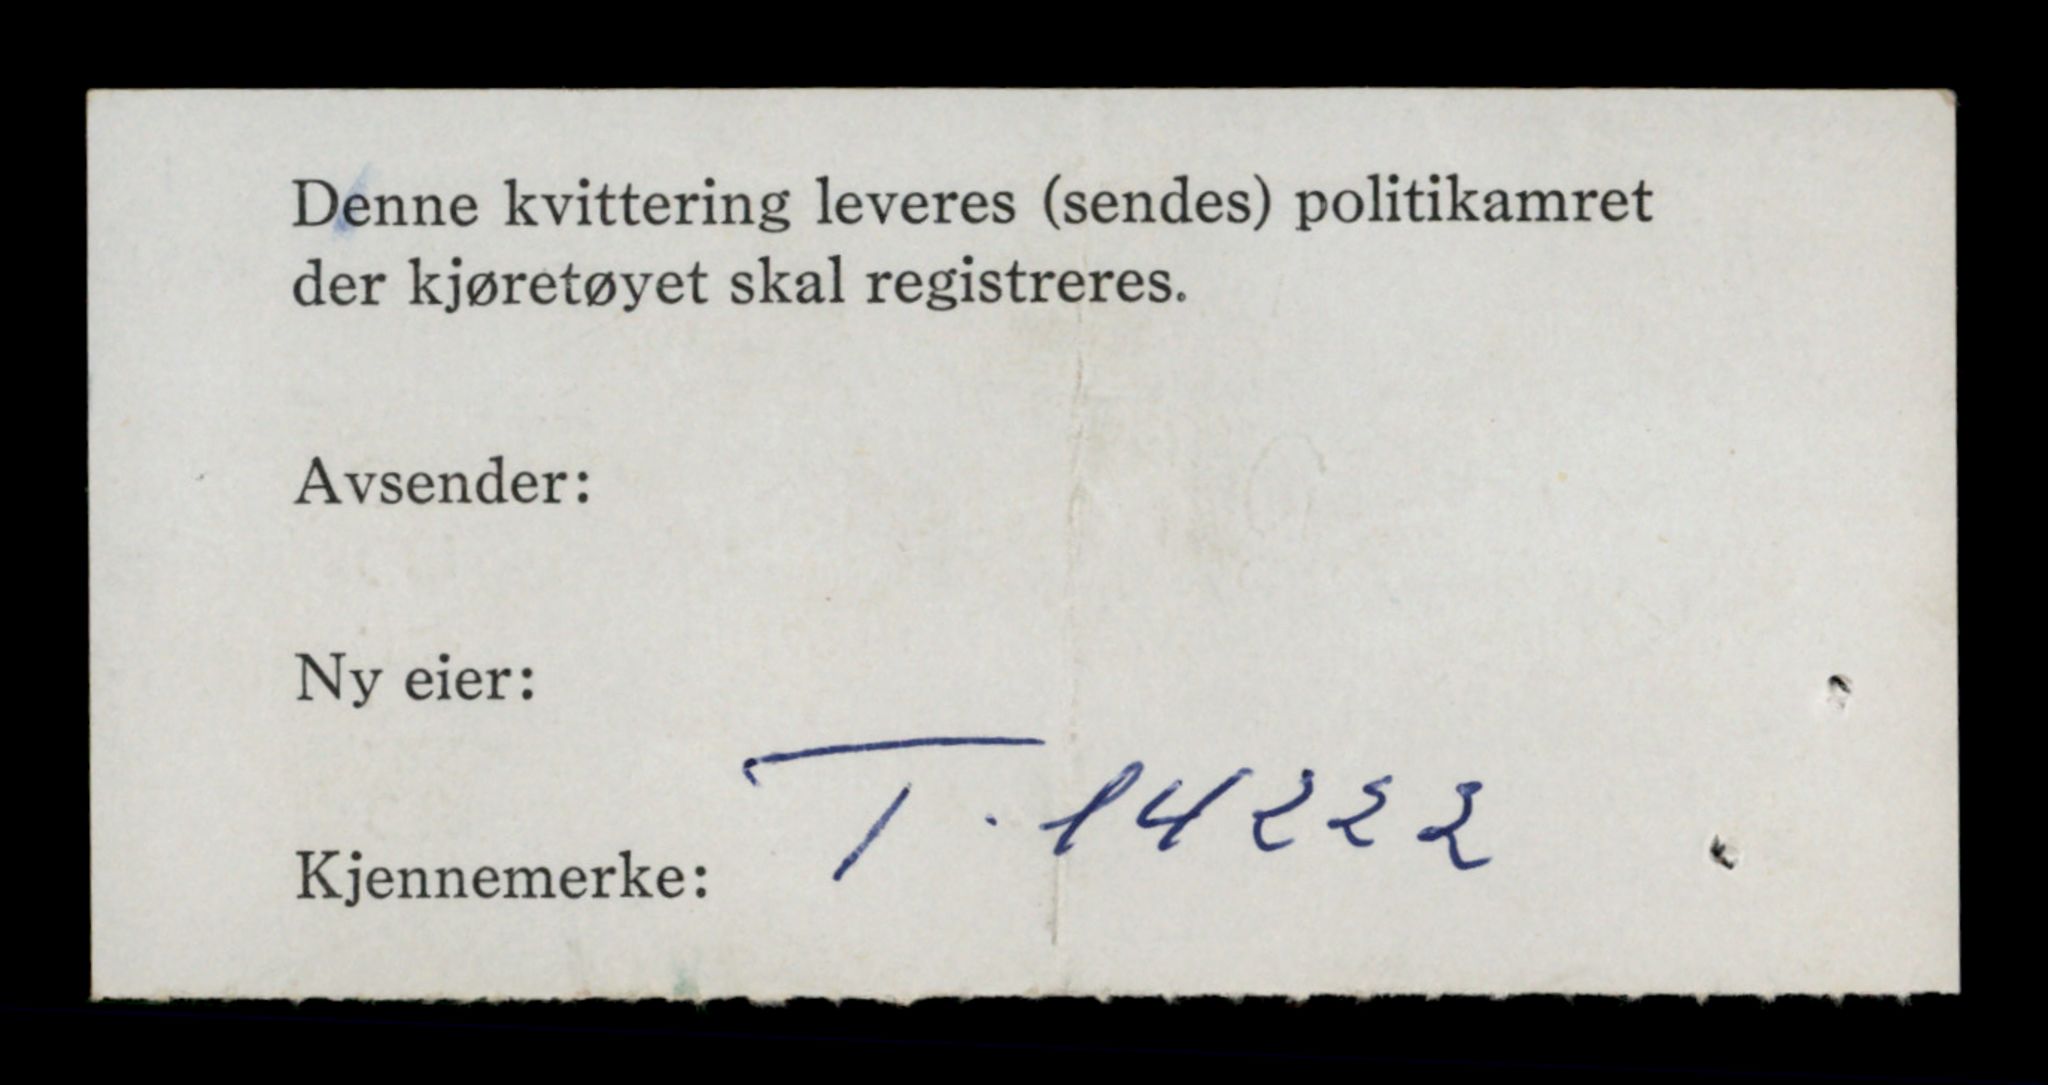 Denne kvittering leveres (sendes) politikamret
der kjøretøyet skal registreres.
Avsender:
Ny eier:
Kjennemerke: T. 14222